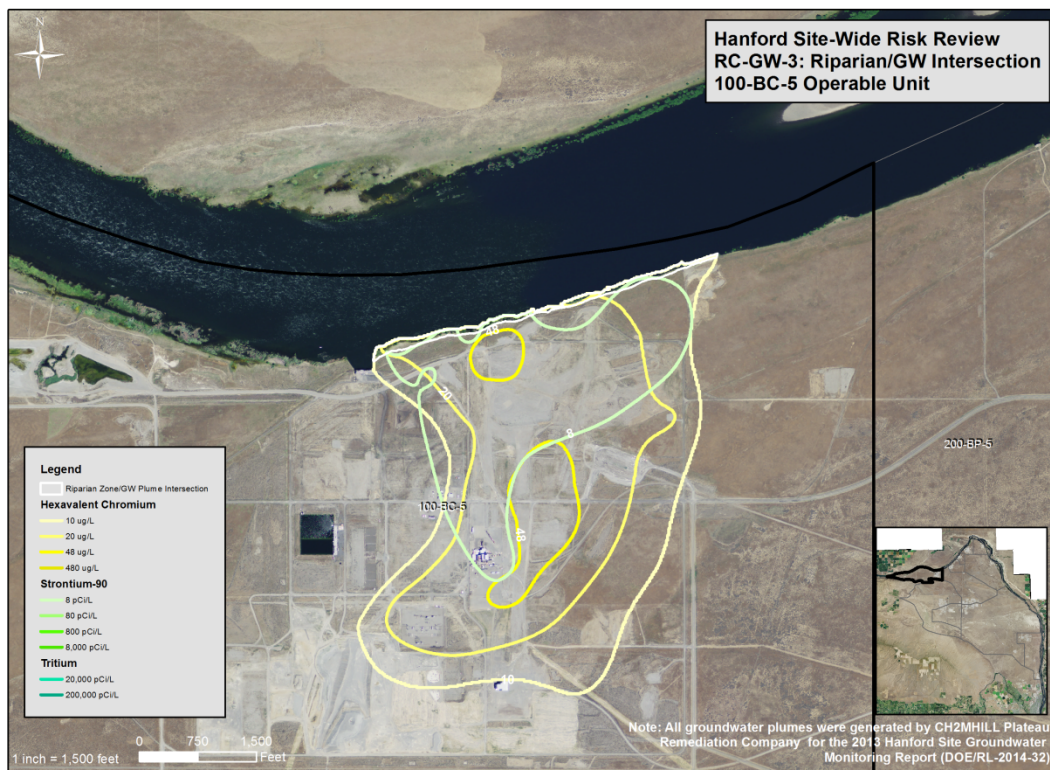 N
Hanford Site-Wide Risk Review
RC-GW-3: Riparian/GW Intersection
100-BC-5 Operable Unit
48
20
8
200-BP-5
100-BC-5
48
10
Legend
Riparian Zone/GW Plume Intersection
Hexavalent Chromium
10 ug/L
20 ug/L
48 ug/L
480 ug/L
Strontium-90
8 pCi/L
80 pCi/L
800 pCi/L
8,000 pCi/L
Tritium
20,000 pCi/L
200,000 pCi/L
0 750 1,500
Feet
1 inch = 1,500 feet
Note: All groundwater plumes were generated by CH2MHILL Plateau
Remediation Company for the 2013 Hanford Site Groundwater
Monitoring Report (DOE/RL-2014-32)